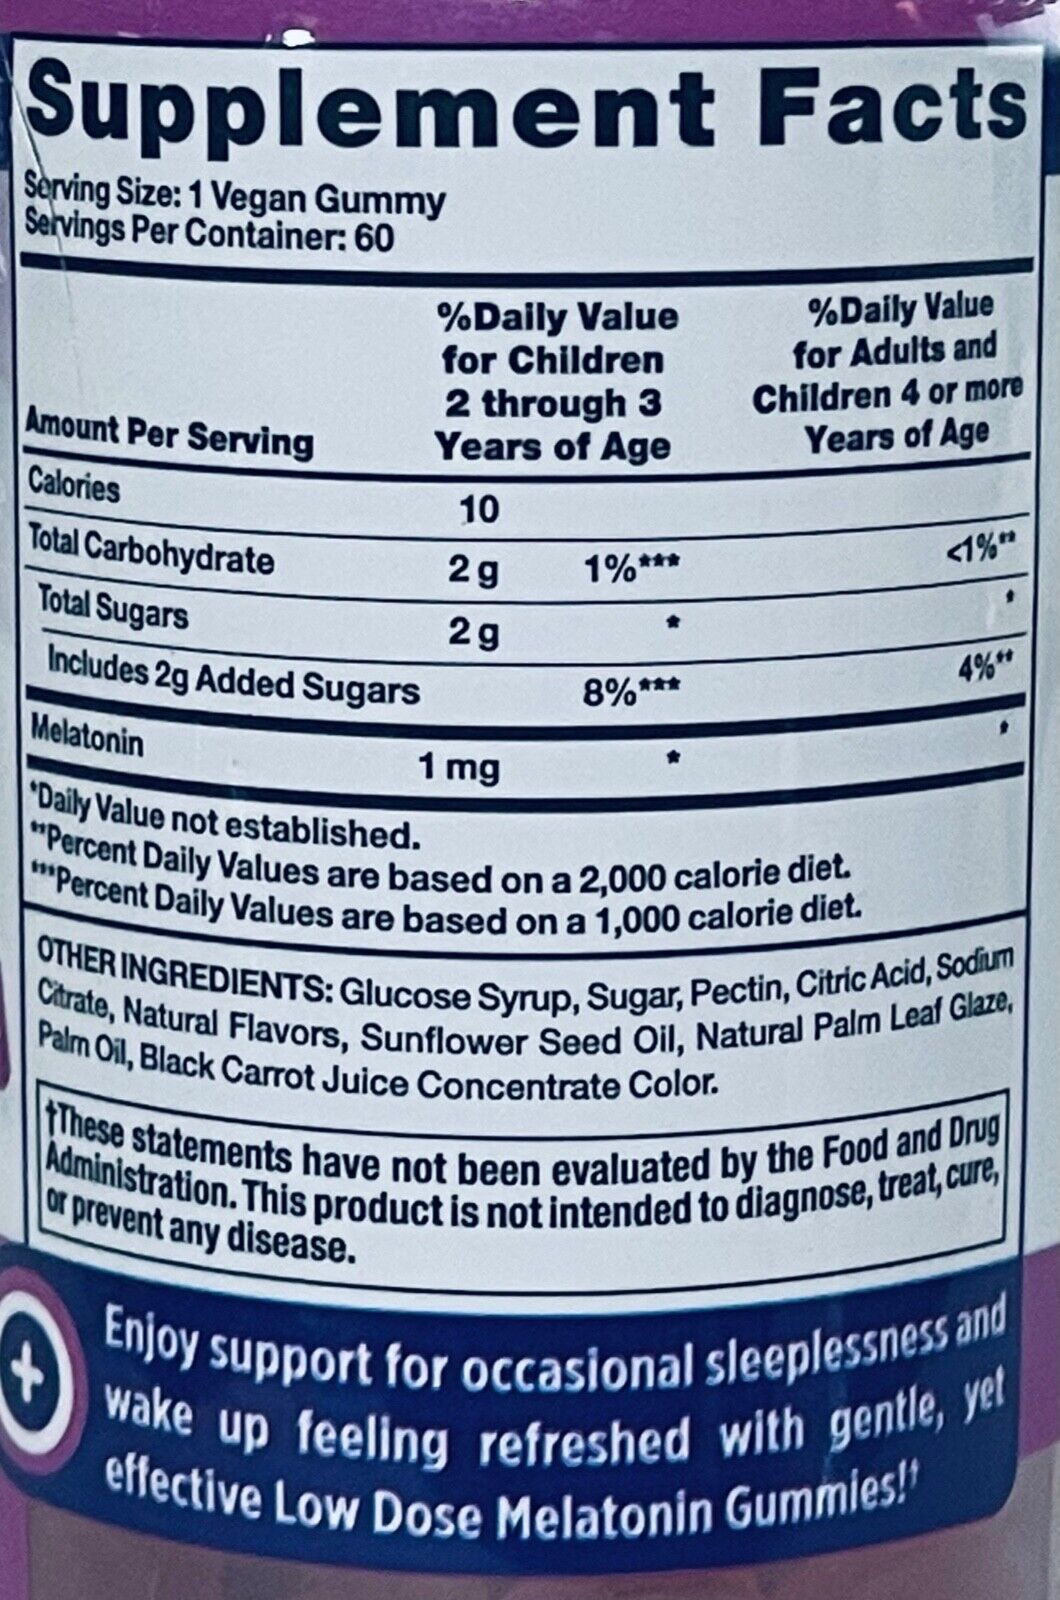 Supplement Facts
Serving Size: 1 Vegan Gummy
Servings Per Container: 60
%Daily Value for Children 2 through 3 Years of Age
%Daily Value for Adults and Children 4 or more Years of Age
Amount Per Serving
Calories 10
Total Carbohydrate 2 g 1%*** <1%**
Total Sugars 2 g * *
Includes 2g Added Sugars 8%*** 4%**
Melatonin 1 mg * *
*Daily Value not established.
**Percent Daily Values are based on a 2,000 calorie diet.
***Percent Daily Values are based on a 1,000 calorie diet.
OTHER INGREDIENTS: Glucose Syrup, Sugar, Pectin, Citric Acid, Sodium
Citrate, Natural Flavors, Sunflower Seed Oil, Natural Palm Leaf Glaze,
Palm Oil, Black Carrot Juice Concentrate Color.
†These statements have not been evaluated by the Food and Drug
Administration. This product is not intended to diagnose, treat, cure,
or prevent any disease.
Enjoy support for occasional sleeplessness and
wake up feeling refreshed with gentle, yet
effective Low Dose Melatonin Gummies!†